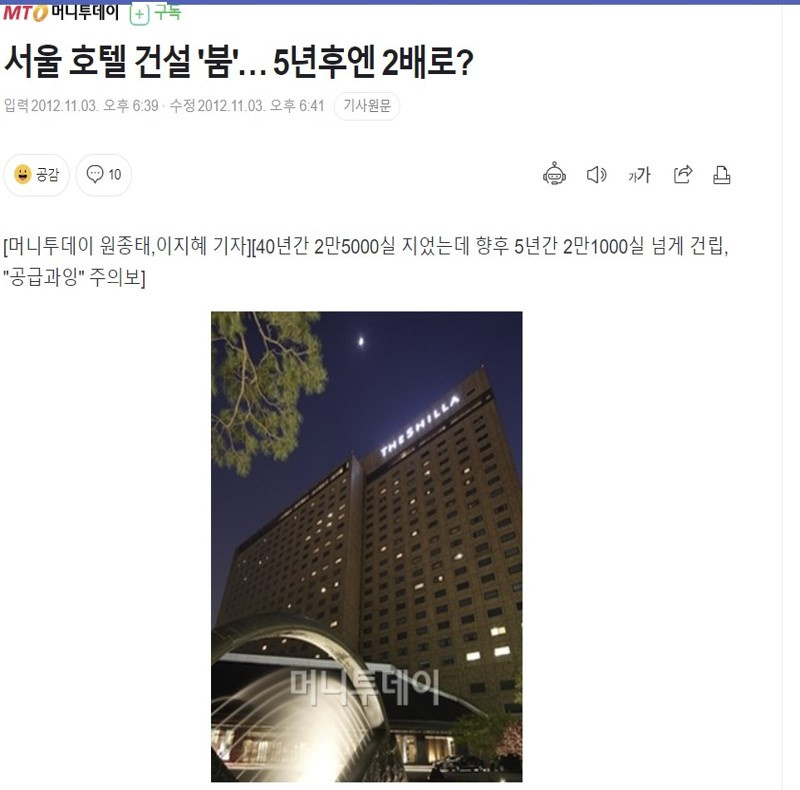 MTO 머니투데이 + 구독
서울 호텔 건설 '붐'... 5년후엔 2배로?
입력 2012.11.03. 오후 6:39 · 수정 2012.11.03. 오후 6:41 기사원문
공감 10
가가
[머니투데이 원종태,이지혜 기자][40년간 2만5000실 지었는데 향후 5년간 2만1000실 넘게 건립,
"공급과잉" 주의보]
THE SHILLA
머니투데이